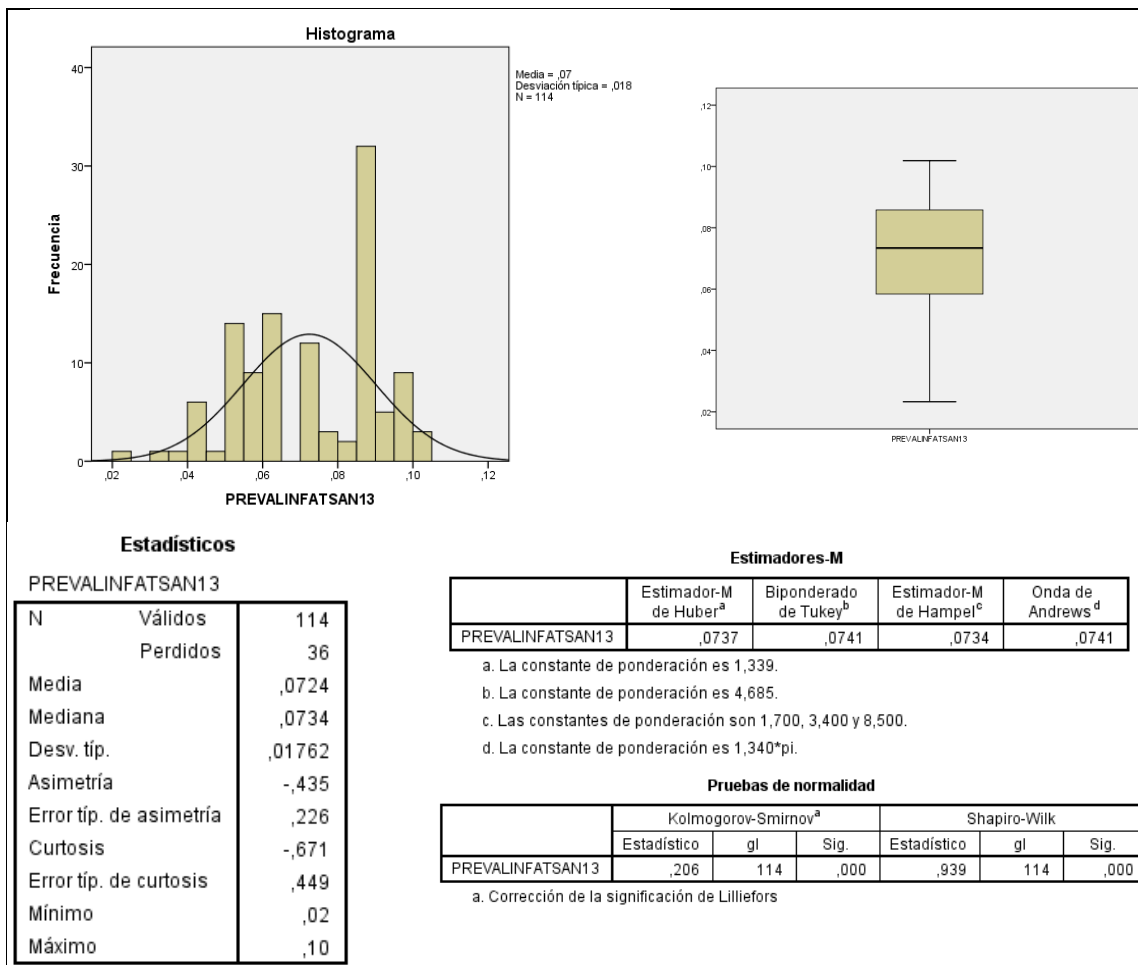 Histograma
Media = ,07
Desviación típica = ,018
N = 114
Frecuencia
40
30
20
10
0
,02 ,04 ,06 ,08 ,10 ,12
PREVALINFATSAN13
,12
,10
,08
,06
,04
,02
PREVALINFATSAN13
Estadísticos
PREVALINFATSAN13
N Válidos 114
Perdidos 36
Media ,0724
Mediana ,0734
Desv. típ. ,01762
Asimetría -,435
Error típ. de asimetría ,226
Curtosis -,671
Error típ. de curtosis ,449
Mínimo ,02
Máximo ,10
Estimadores-M
Estimador-M de Huber a Biponderado de Tukey b Estimador-M de Hampel c Onda de Andrews d
PREVALINFATSAN13 ,0737 ,0741 ,0734 ,0741
a. La constante de ponderación es 1,339.
b. La constante de ponderación es 4,685.
c. Las constantes de ponderación son 1,700, 3,400 y 8,500.
d. La constante de ponderación es 1,340*pi.
Pruebas de normalidad
Kolmogorov-Smirnov a Shapiro-Wilk
Estadístico gl Sig. Estadístico gl Sig.
PREVALINFATSAN13 ,206 114 ,000 ,939 114 ,000
a. Corrección de la significación de Lilliefors